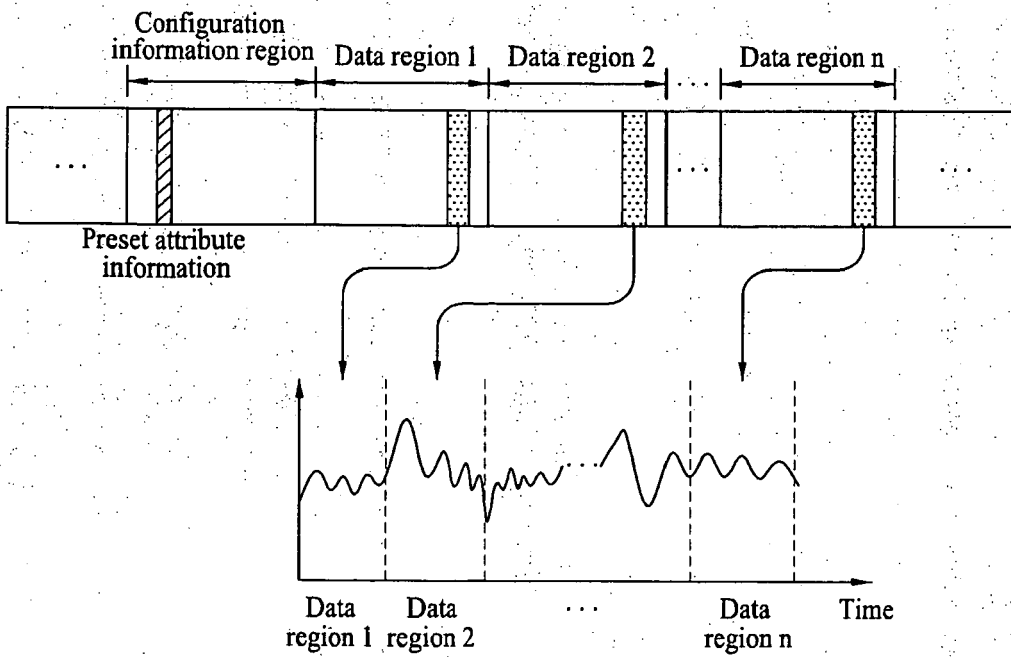 Configuration
information region
Data region 1
Data region 2
...
Data region n
...
...
...
Preset attribute
information
....
Data
region 1
Data
region 2
...
Data
region n
Time